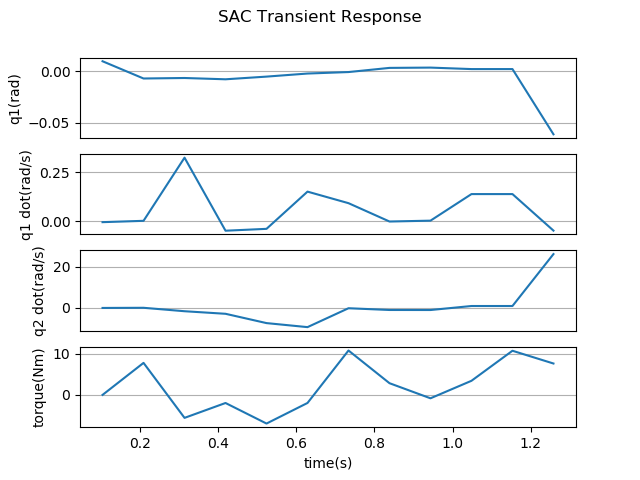 SAC Transient Response
q1(rad)
0.00
−0.05
q1 dot(rad/s)
0.25
0.00
q2 dot(rad/s)
20
0
torque(Nm)
10
0
0.2 0.4 0.6 0.8 1.0 1.2
time(s)